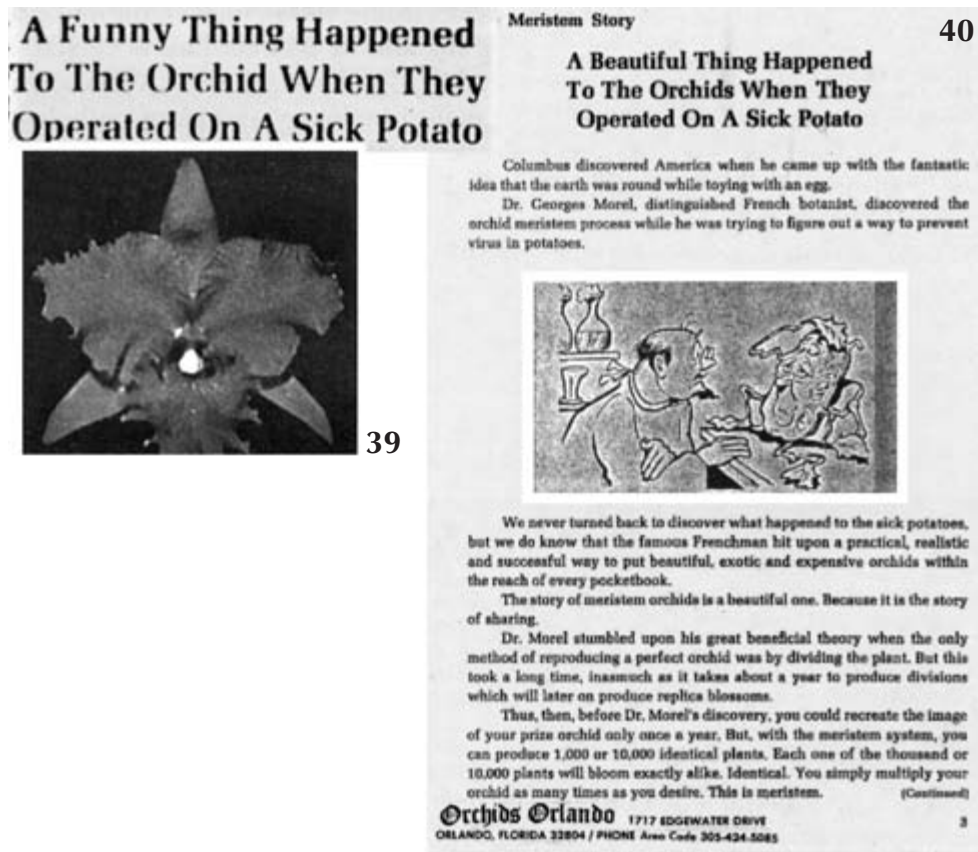 A Funny Thing Happened
To The Orchid When They
Operated On A Sick Potato
39
Meristem Story
40
A Beautiful Thing Happened
To The Orchids When They
Operated On A Sick Potato
Columbus discovered America when he came up with the fantastic
idea that the earth was round while toying with an egg.
Dr. Georges Morel, distinguished French botanist, discovered the
orchid meristem process while he was trying to figure out a way to prevent
virus in potatoes.
We never turned back to discover what happened to the sick potatoes,
but we do know that the famous Frenchman hit upon a practical, realistic
and successful way to put beautiful, exotic and expensive orchids within
the reach of every pocketbook.
The story of meristem orchids is a beautiful one. Because it is the story
of sharing.
Dr. Morel stumbled upon his great beneficial theory when the only
method of reproducing a perfect orchid was by dividing the plant. But this
took a long time, inasmuch as it takes about a year to produce divisions
which will later on produce replica blossoms.
Thus, then, before Dr. Morel's discovery, you could recreate the image
of your prize orchid only once a year. But, with the meristem system, you
can produce 1,000 or 10,000 identical plants. Each one of the thousand or
10,000 plants will bloom exactly alike. Identical. You simply multiply your
orchid as many times as you desire. This is meristem. (Continued)
Orchids Orlando 1717 EDGEWATER DRIVE
ORLANDO, FLORIDA 32804 / PHONE Area Code 305-424-5085
3